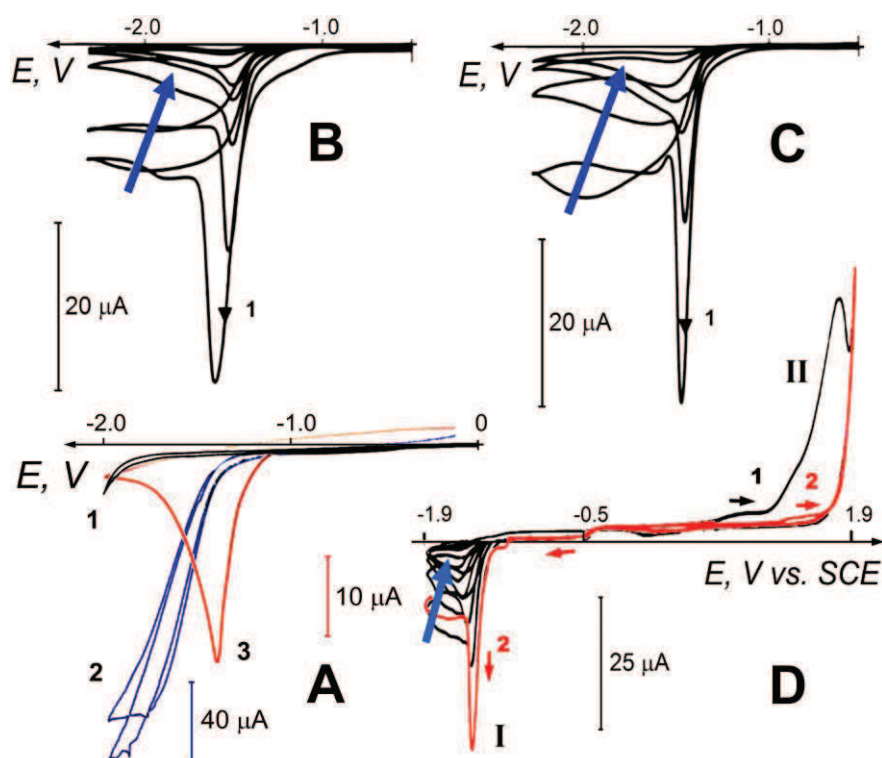 -2.0 -1.0
E, V
B
20 μA
1
-2.0 -1.0
E, V
C
20 μA
1
-2.0 -1.0 0
E, V
1
2
3
10 μA
40 μA
A
II
1
2
-1.9 -0.5 1.9
E, V vs. SCE
2
25 μA
I
D